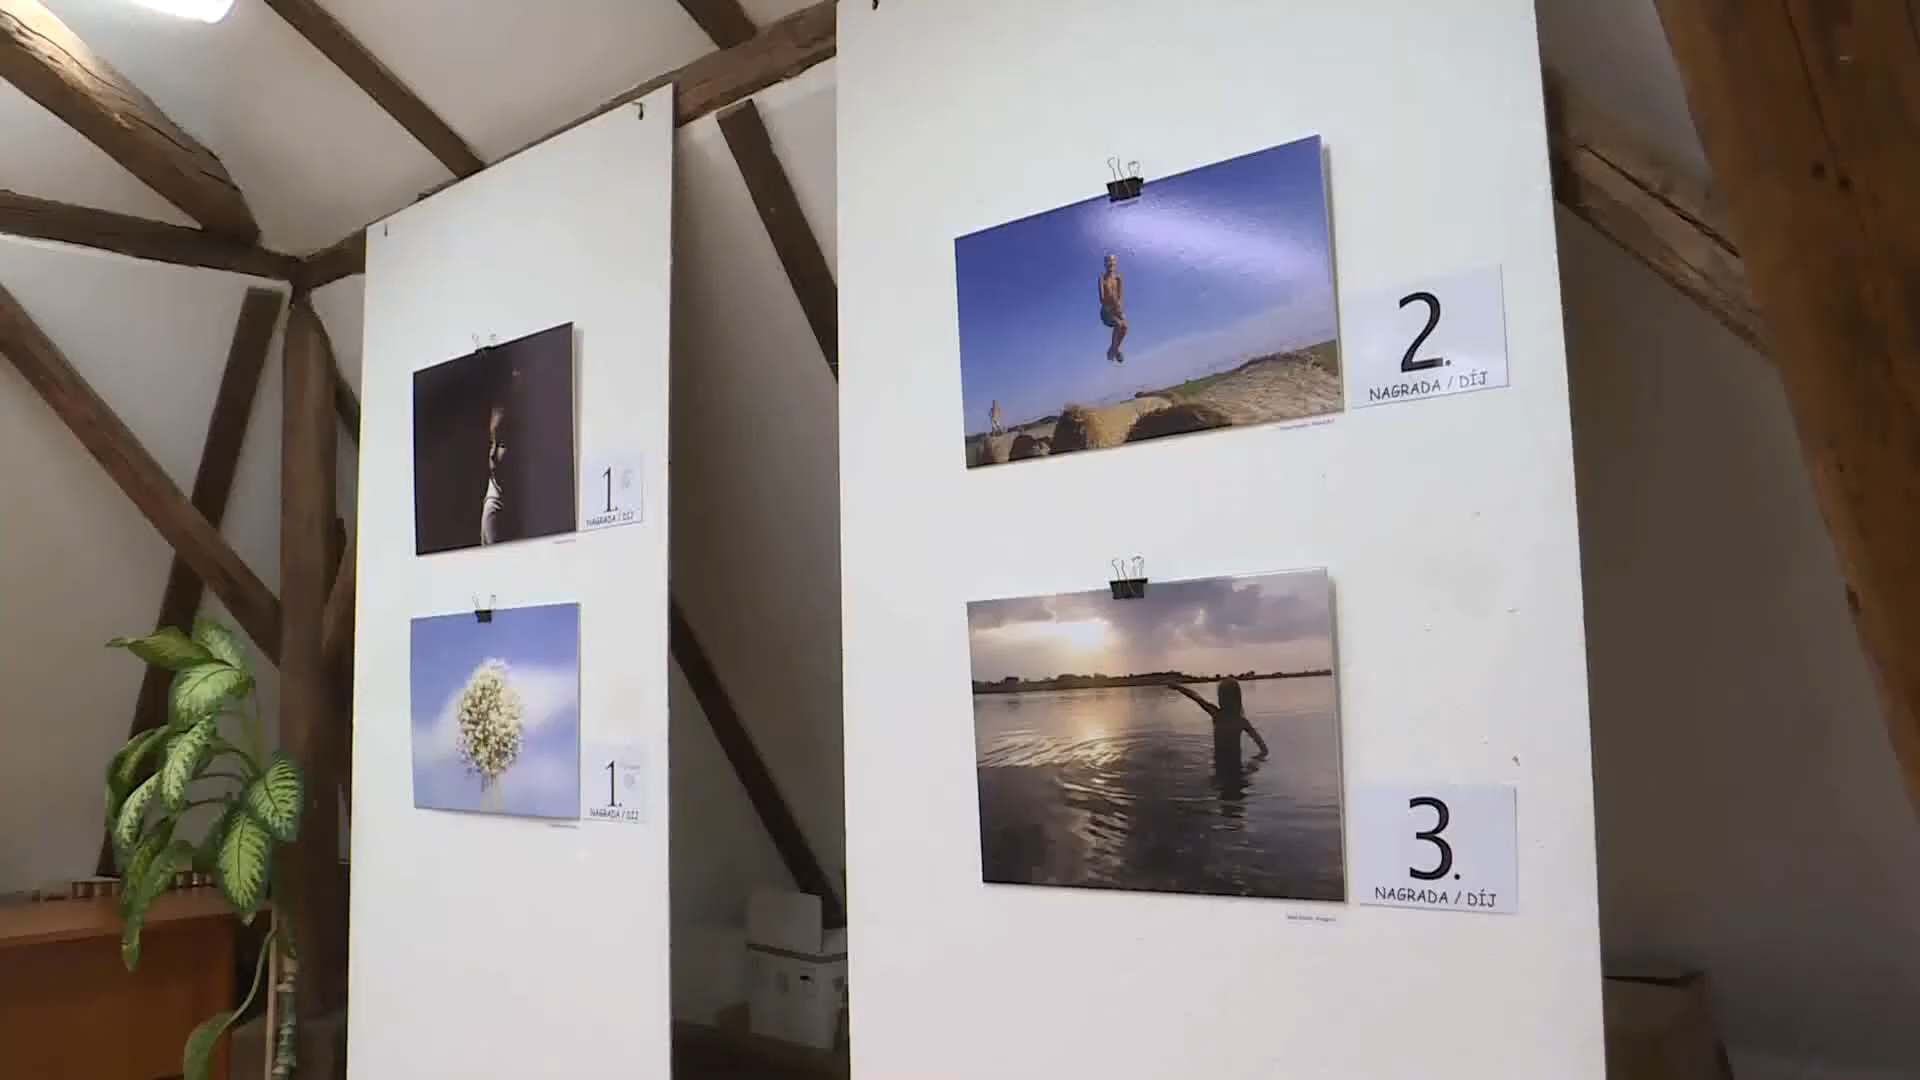 1.
NAGRADA / DÍJ
1.
NAGRADA / DÍJ
2.
NAGRADA / DÍJ
3.
NAGRADA / DÍJ